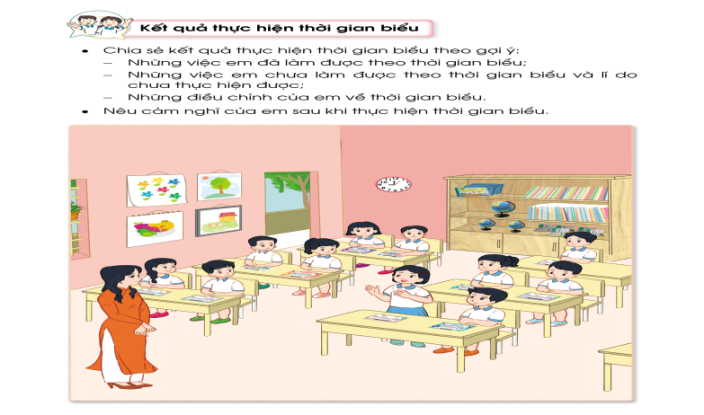 Kết quả thực hiện thời gian biểu
• Chia sẻ kết quả thực hiện thời gian biểu theo gợi ý:
– Những việc em đã làm được theo thời gian biểu;
– Những việc em chưa làm được theo thời gian biểu và lí do
chưa thực hiện được;
– Những điều chỉnh của em về thời gian biểu.
• Nêu cảm nghĩ của em sau khi thực hiện thời gian biểu.